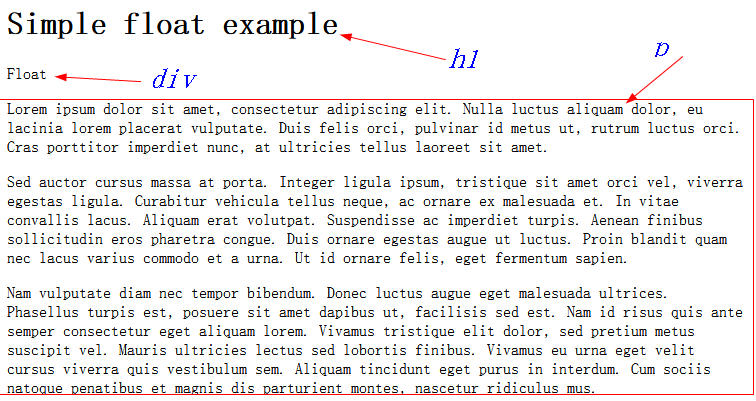 Simple float example
h1
p
Float
div
Lorem ipsum dolor sit amet, consectetur adipiscing elit. Nulla luctus aliquam dolor, eu
lacinia lorem placerat vulputate. Duis felis orci, pulvinar id metus ut, rutrum luctus orci.
Cras porttitor imperdiet nunc, at ultricies tellus laoreet sit amet.
Sed auctor cursus massa at porta. Integer ligula ipsum, tristique sit amet orci vel, viverra
egestas ligula. Curabitur vehicula tellus neque, ac ornare ex malesuada et. In vitae
convallis lacus. Aliquam erat volutpat. Suspendisse ac imperdiet turpis. Aenean finibus
sollicitudin eros pharetra congue. Duis ornare egestas augue ut luctus. Proin blandit quam
nec lacus varius commodo et a urna. Ut id ornare felis, eget fermentum sapien.
Nam vulputate diam nec tempor bibendum. Donec luctus augue eget malesuada ultrices.
Phasellus turpis est, posuere sit amet dapibus ut, facilisis sed est. Nam id risus quis ante
semper consectetur eget aliquam lorem. Vivamus tristique elit dolor, sed pretium metus
suscipit vel. Mauris ultricies lectus sed lobortis finibus. Vivamus eu urna eget velit
cursus viverra quis vestibulum sem. Aliquam tincidunt eget purus in interdum. Cum sociis
natoque penatibus et magnis dis parturient montes, nascetur ridiculus mus.